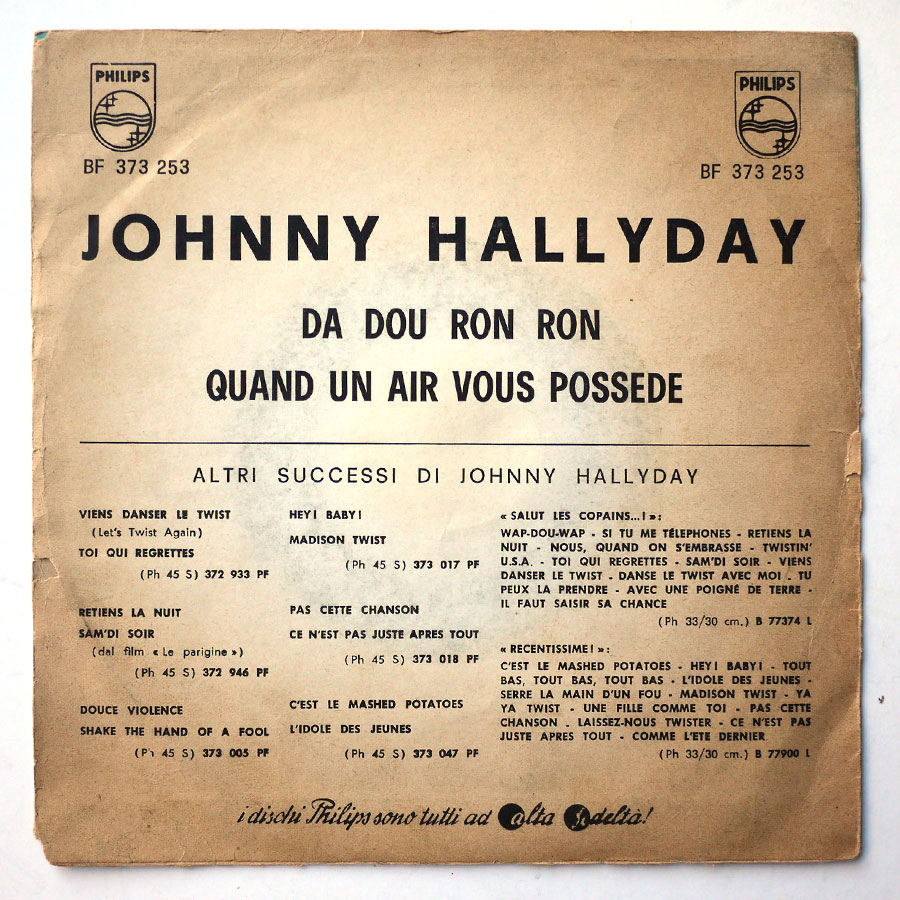 PHILIPS
PHILIPS
BF 373 253
BF 373 253
JOHNNY HALLYDAY
DA DOU RON RON
QUAND UN AIR VOUS POSSEDE
ALTRI SUCCESSI DI JOHNNY HALLYDAY
VIENS DANSER LE TWIST
(Let's Twist Again)
TOI QUI REGRETTES
(Ph 45 S) 372 933 PF
RETIENS LA NUIT
SAM'DI SOIR
(dal film « Le parigine »)
(Ph 45 S) 372 946 PF
DOUCE VIOLENCE
SHAKE THE HAND OF A FOOL
(Ph 45 S) 373 005 PF
HEY! BABY!
MADISON TWIST
(Ph 45 S) 373 017 PF
PAS CETTE CHANSON
CE N'EST PAS JUSTE APRES TOUT
(Ph 45 S) 373 018 PF
C'EST LE MASHED POTATOES
L'IDOLE DES JEUNES
(Ph 45 S) 373 047 PF
« SALUT LES COPAINS...! »:
WAP-DOU-WAP - SI TU ME TÉLEPHONES - RETIENS LA
NUIT - NOUS, QUAND ON S'EMBRASSE - TWISTIN'
U.S.A. - TOI QUI REGRETTES - SAM'DI SOIR - VIENS
DANSER LE TWIST - DANSE LE TWIST AVEC MOI - TU
PEUX LA PRENDRE - AVEC UNE POIGNÉ DE TERRE -
IL FAUT SAISIR SA CHANCE
(Ph 33/30 cm.) B 77374 L
« RECENTISSIME! »:
C'EST LE MASHED POTATOES - HEY! BABY! - TOUT
BAS, TOUT BAS, TOUT BAS - L'IDOLE DES JEUNES -
SERRE LA MAIN D'UN FOU - MADISON TWIST - YA
YA TWIST - UNE FILLE COMME TOI - PAS CETTE
CHANSON - LAISSEZ-NOUS TWISTER - CE N'EST PAS
JUSTE APRES TOUT - COMME L'ETE DERNIER
(Ph 33/30 cm.) B 77900 L
i dischi Philips sono tutti ad alta fedeltà!